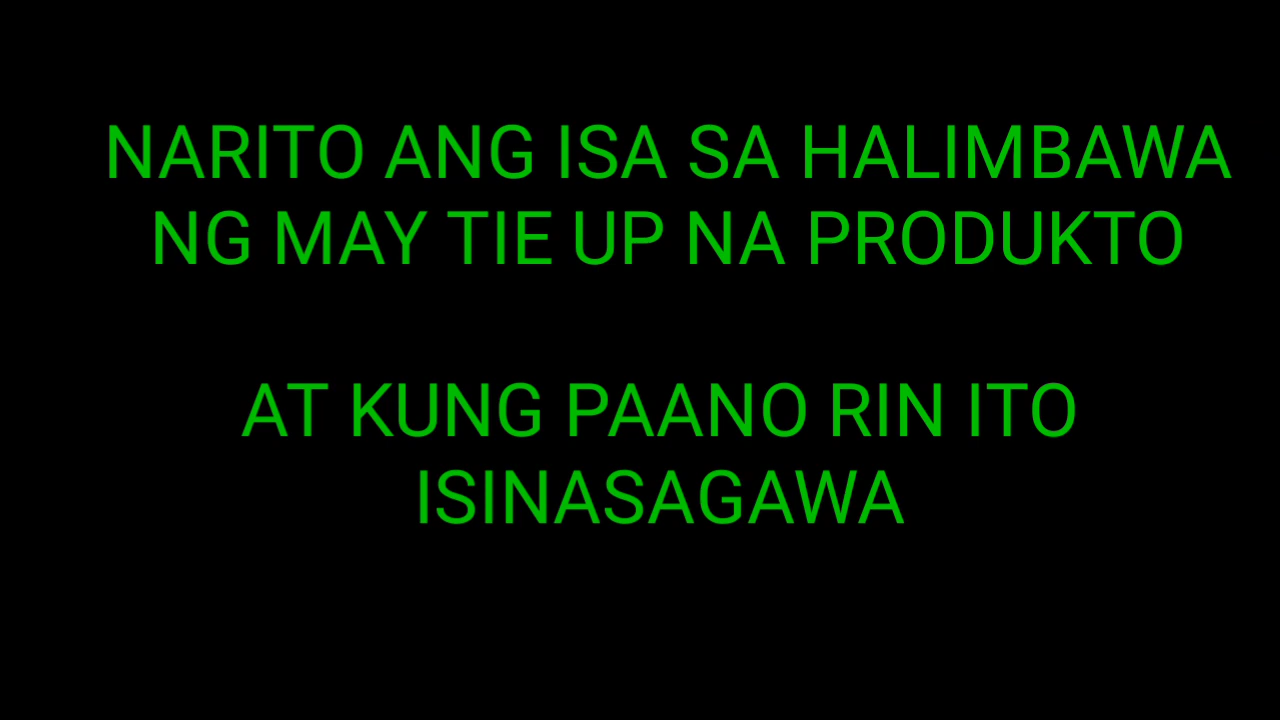 NARITO ANG ISA SA HALIMBAWA
NG MAY TIE UP NA PRODUKTO
AT KUNG PAANO RIN ITO
ISINASAGAWA